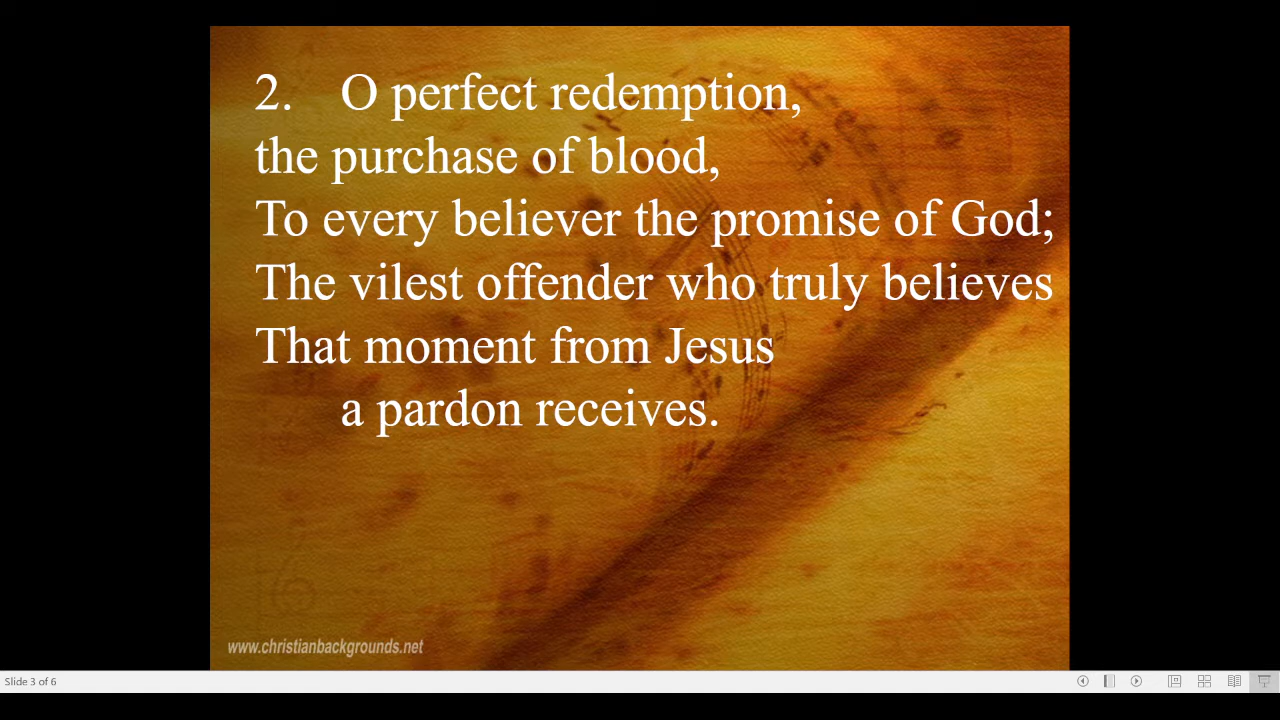 2. O perfect redemption,
the purchase of blood,
To every believer the promise of God;
The vilest offender who truly believes
That moment from Jesus
a pardon receives.
www.christianbackgrounds.net
Slide 3 of 6